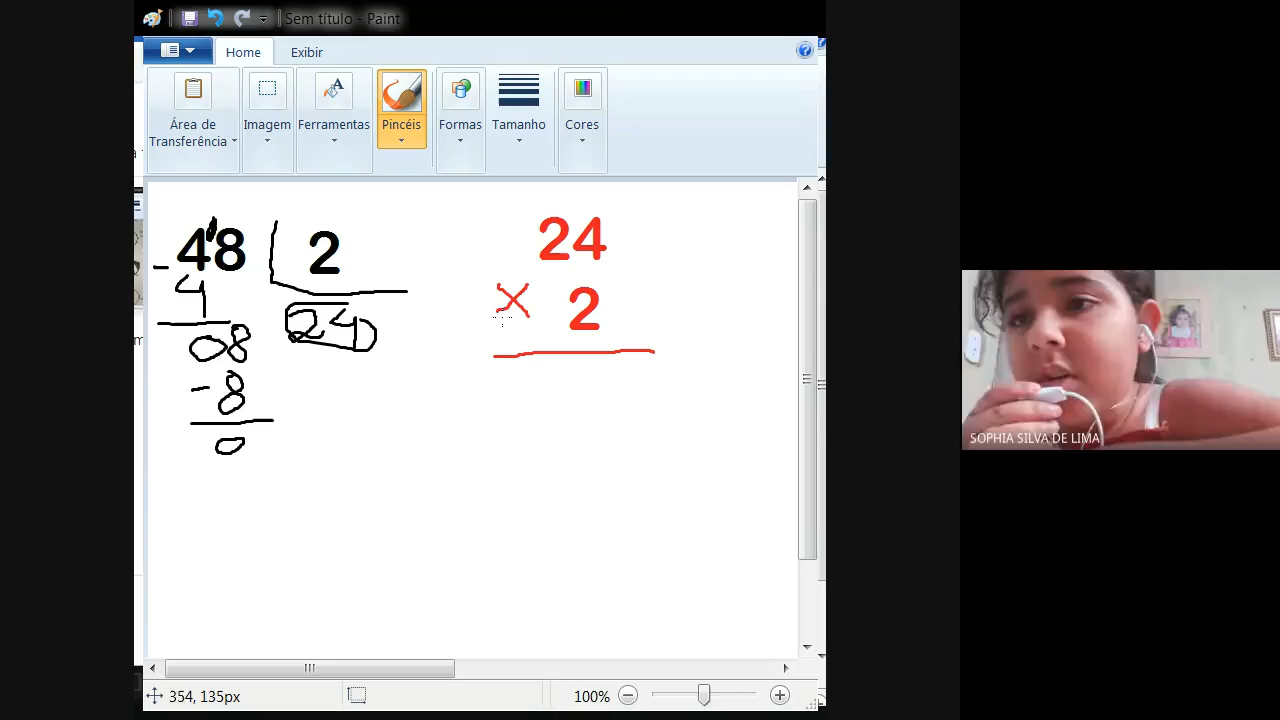 Sem título - Paint
Home Exibir
Área de Transferência Imagem Ferramentas Pincéis Formas Tamanho Cores
48 2
- 4 24
08
- 8
0
24
× 2
SOPHIA SILVA DE LIMA
354, 135px 100%